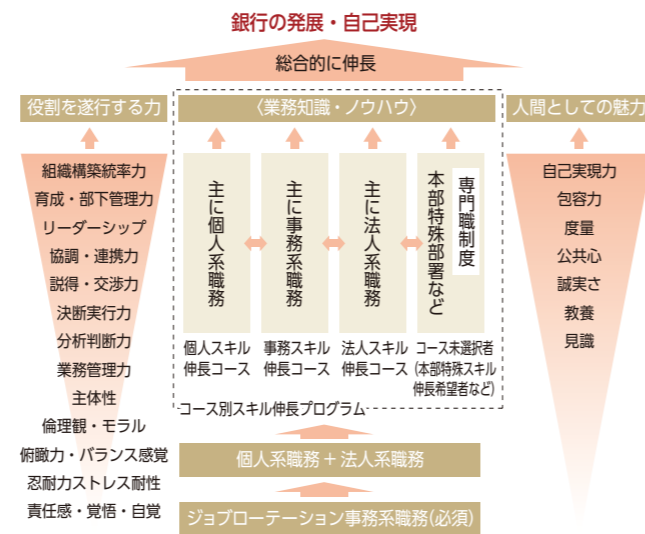 銀行の発展・自己実現
総合的に伸長
役割を遂行する力
〈業務知識・ノウハウ〉
人間としての魅力
組織構築統率力
育成・部下管理力
リーダーシップ
協調・連携力
説得・交渉力
決断実行力
分析判断力
業務管理力
主体性
倫理観・モラル
俯瞰力・バランス感覚
忍耐力ストレス耐性
責任感・覚悟・自覚
主に個人系職務
主に事務系職務
主に法人系職務
専門職制度
本部特殊部署など
個人スキル
伸長コース
事務スキル
伸長コース
法人スキル
伸長コース
コース未選択者
(本部特殊スキル
伸長希望者など)
コース別スキル伸長プログラム
個人系職務+法人系職務
ジョブローテーション事務系職務(必須)
自己実現力
包容力
度量
公共心
誠実さ
教養
見識